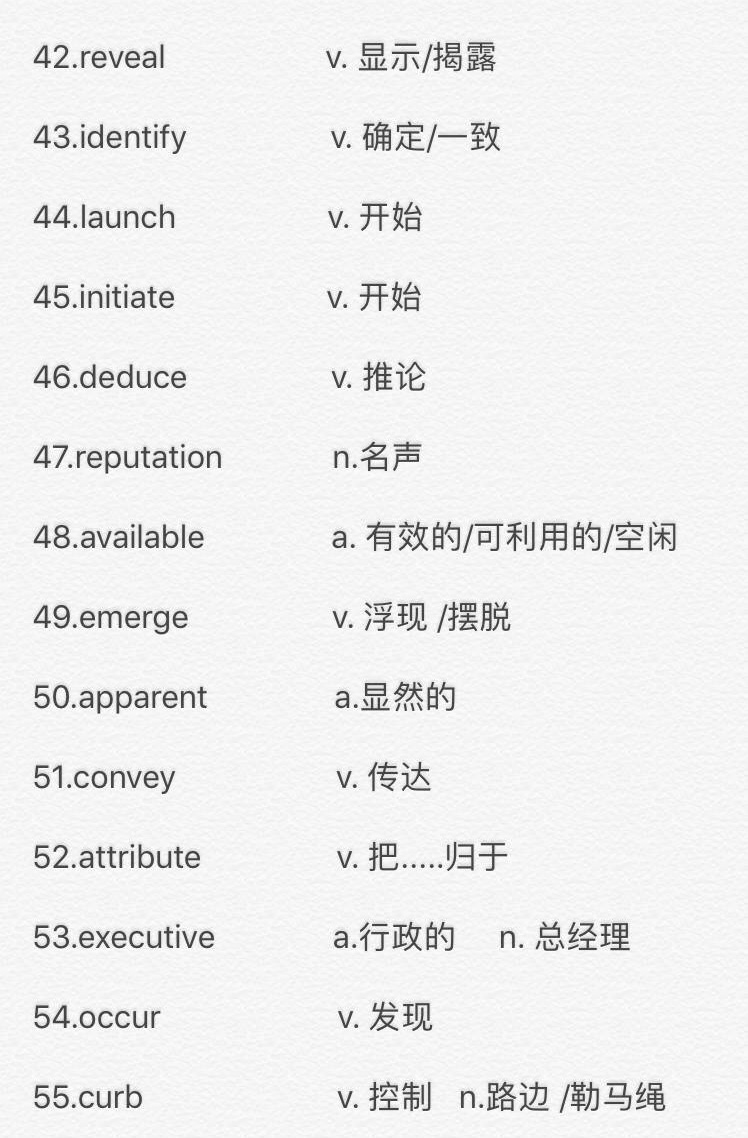 42.reveal v. 显示/揭露
43.identify v. 确定/一致
44.launch v. 开始
45.initiate v. 开始
46.deduce v. 推论
47.reputation n.名声
48.available a. 有效的/可利用的/空闲
49.emerge v. 浮现 /摆脱
50.apparent a.显然的
51.convey v. 传达
52.attribute v. 把.....归于
53.executive a.行政的 n. 总经理
54.occur v. 发现
55.curb v. 控制 n.路边 /勒马绳